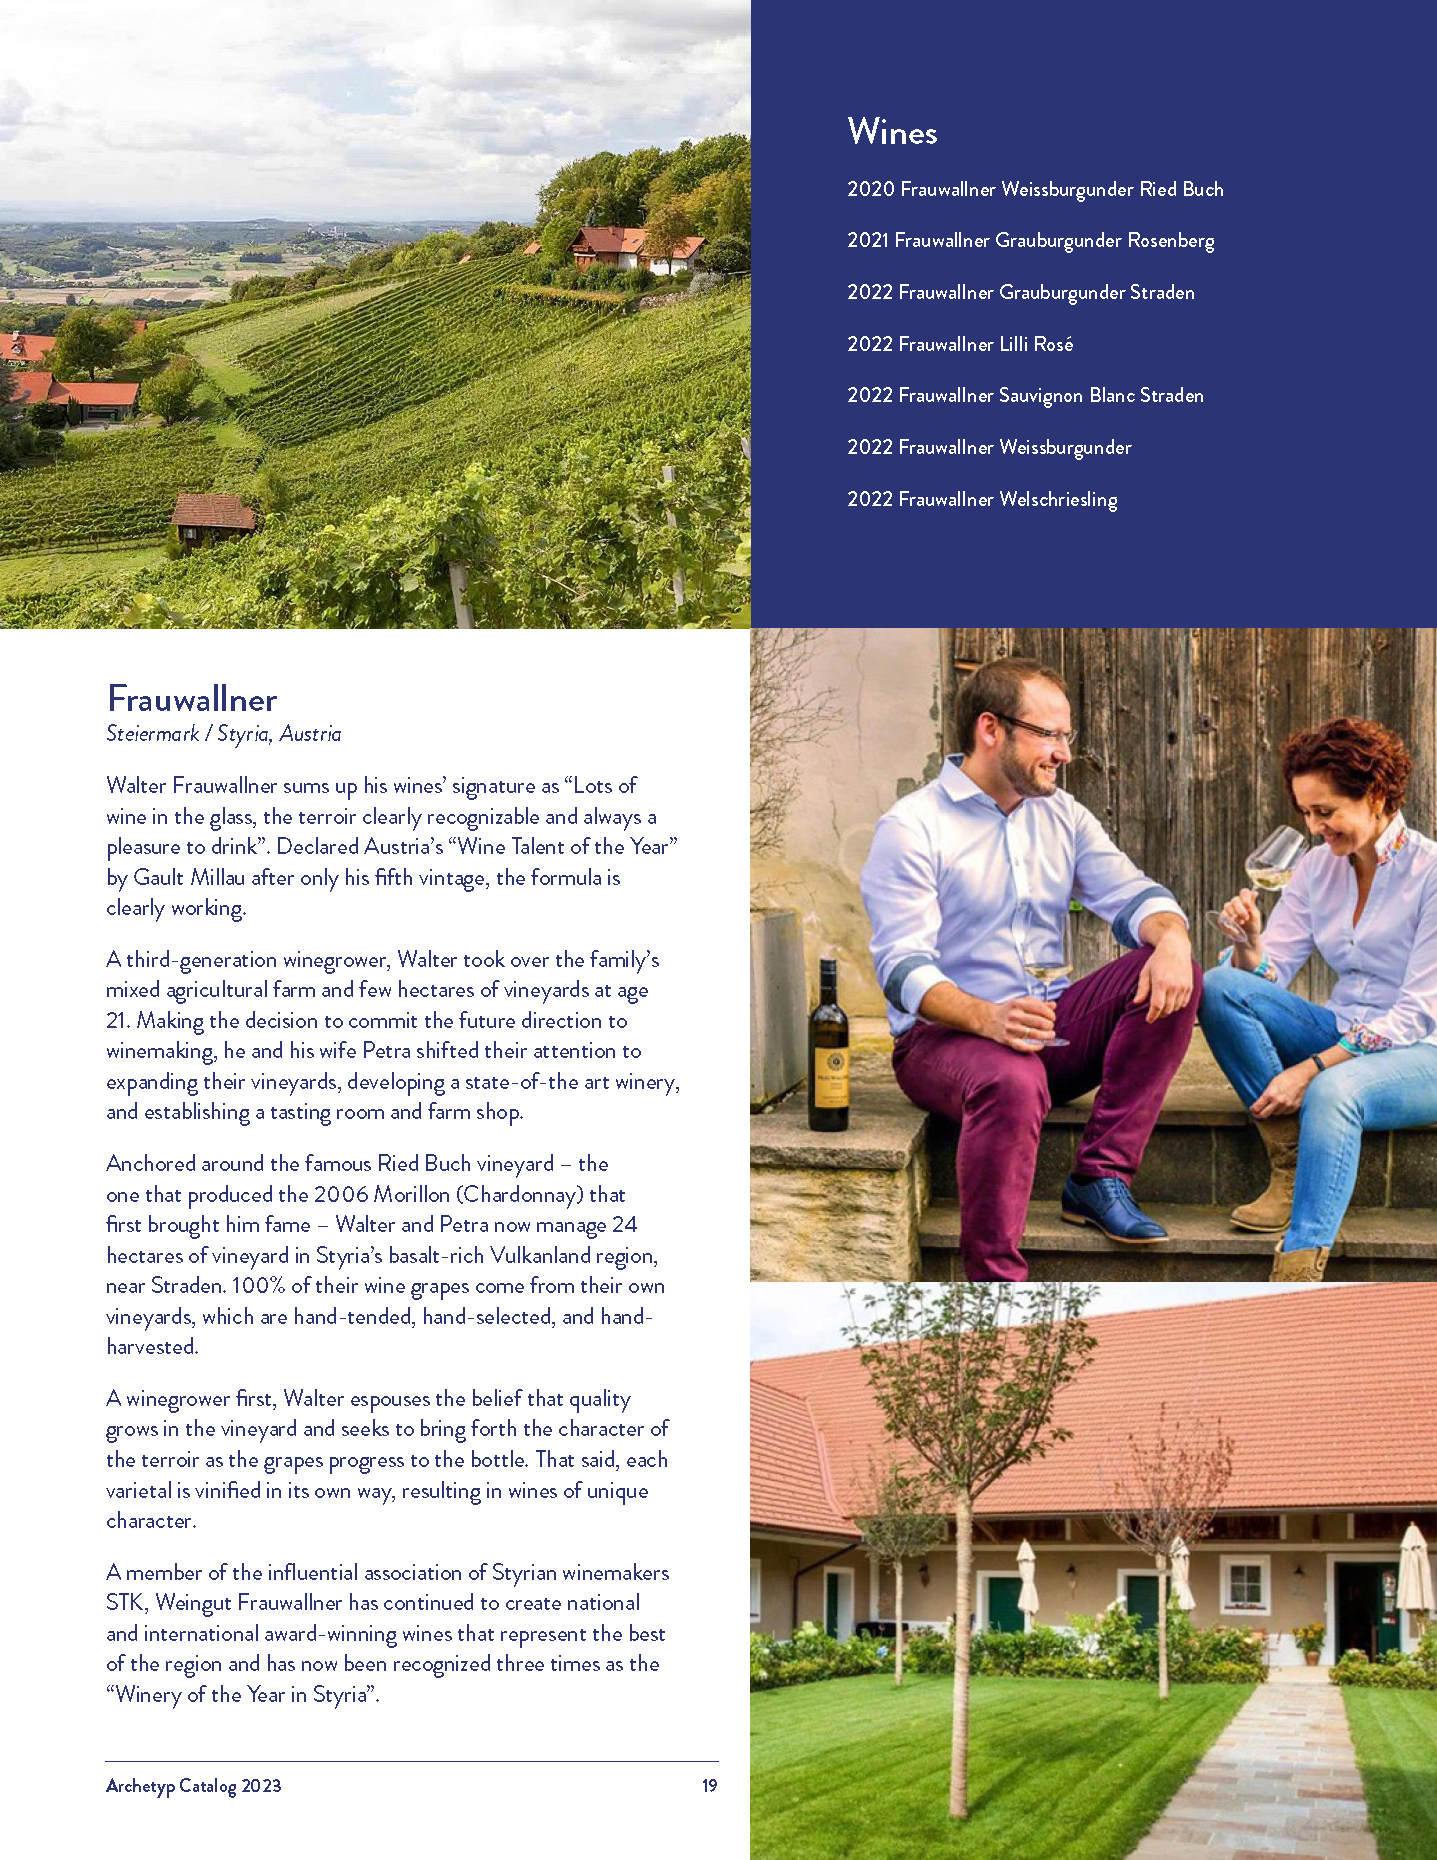 Wines
2020 Frauwallner Weissburgunder Ried Buch
2021 Frauwallner Grauburgunder Rosenberg
2022 Frauwallner Grauburgunder Straden
2022 Frauwallner Lilli Rosé
2022 Frauwallner Sauvignon Blanc Straden
2022 Frauwallner Weissburgunder
2022 Frauwallner Welschriesling
Frauwallner
Steiermark / Styria, Austria
Walter Frauwallner sums up his wines’ signature as “Lots of
wine in the glass, the terroir clearly recognizable and always a
pleasure to drink”. Declared Austria’s “Wine Talent of the Year”
by Gault Millau after only his fifth vintage, the formula is
clearly working.
A third-generation winegrower, Walter took over the family’s
mixed agricultural farm and few hectares of vineyards at age
21. Making the decision to commit the future direction to
winemaking, he and his wife Petra shifted their attention to
expanding their vineyards, developing a state-of-the art winery,
and establishing a tasting room and farm shop.
Anchored around the famous Ried Buch vineyard – the
one that produced the 2006 Morillon (Chardonnay) that
first brought him fame – Walter and Petra now manage 24
hectares of vineyard in Styria’s basalt-rich Vulkanland region,
near Straden. 100% of their wine grapes come from their own
vineyards, which are hand-tended, hand-selected, and hand-
harvested.
A winegrower first, Walter espouses the belief that quality
grows in the vineyard and seeks to bring forth the character of
the terroir as the grapes progress to the bottle. That said, each
varietal is vinified in its own way, resulting in wines of unique
character.
A member of the influential association of Styrian winemakers
STK, Weingut Frauwallner has continued to create national
and international award-winning wines that represent the best
of the region and has now been recognized three times as the
“Winery of the Year in Styria”.
Archetyp Catalog 2023
19